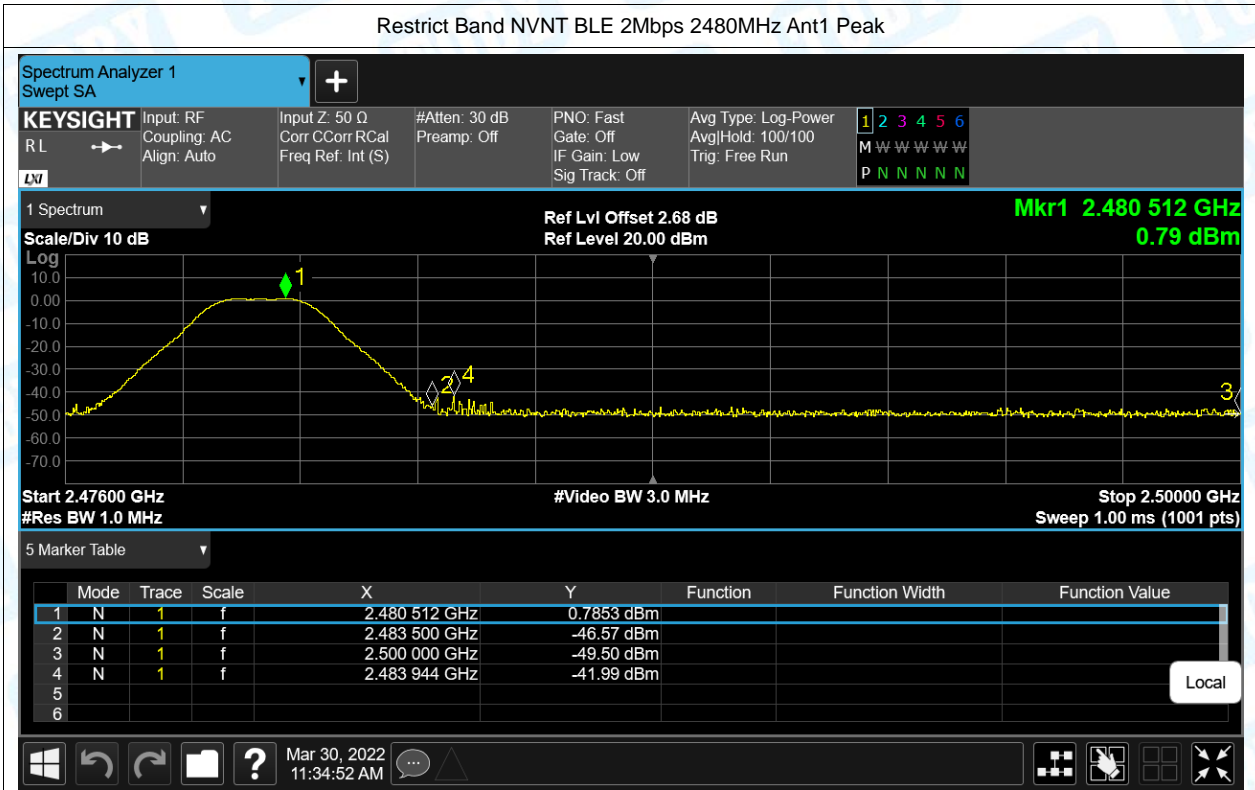 Restrict Band NVNT BLE 2Mbps 2480MHz Ant1 Peak
Spectrum Analyzer 1
Swept SA
KEYSIGHT
R L
LXI
Input: RF
Coupling: AC
Align: Auto
Input Z: 50 Ω
Corr CCorr RCal
Freq Ref: Int (S)
#Atten: 30 dB
Preamp: Off
PNO: Fast
Gate: Off
IF Gain: Low
Sig Track: Off
Avg Type: Log-Power
Avg|Hold: 100/100
Trig: Free Run
1 2 3 4 5 6
M W W W W W
P N N N N N
1 Spectrum
Scale/Div 10 dB
Ref Lvl Offset 2.68 dB
Ref Level 20.00 dBm
Mkr1 2.480 512 GHz
0.79 dBm
Log
10.0
0.00
-10.0
-20.0
-30.0
-40.0
-50.0
-60.0
-70.0
1
2
4
3
Start 2.47600 GHz
#Res BW 1.0 MHz
#Video BW 3.0 MHz
Stop 2.50000 GHz
Sweep 1.00 ms (1001 pts)
5 Marker Table
Mode Trace Scale X Y Function Function Width Function Value
1 N 1 f 2.480 512 GHz 0.7853 dBm
2 N 1 f 2.483 500 GHz -46.57 dBm
3 N 1 f 2.500 000 GHz -49.50 dBm
4 N 1 f 2.483 944 GHz -41.99 dBm
5
6
Local
?
Mar 30, 2022
11:34:52 AM